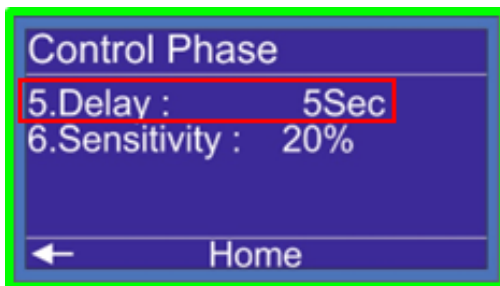 Control Phase
5.Delay : 5Sec
6.Sensitivity : 20%
← Home